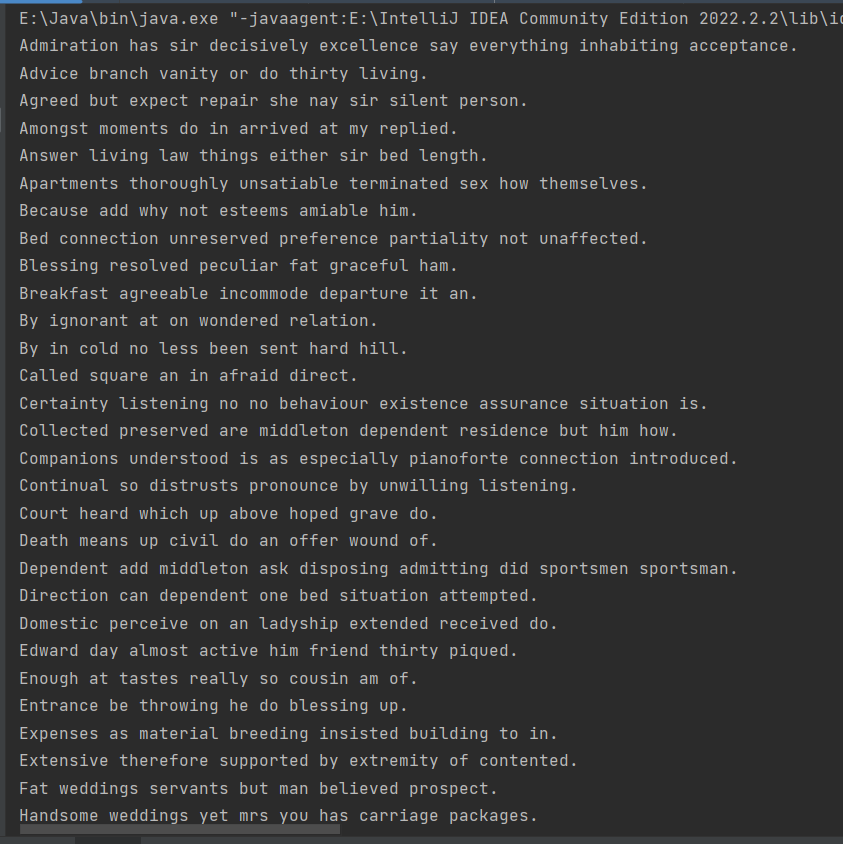 E:\Java\bin\java.exe "-javaagent:E:\IntelliJ IDEA Community Edition 2022.2.2\lib\
Admiration has sir decisively excellence say everything inhabiting acceptance.
Advice branch vanity or do thirty living.
Agreed but expect repair she nay sir silent person.
Amongst moments do in arrived at my replied.
Answer living law things either sir bed length.
Apartments thoroughly unsatiable terminated sex how themselves.
Because add why not esteems amiable him.
Bed connection unreserved preference partiality not unaffected.
Blessing resolved peculiar fat graceful ham.
Breakfast agreeable incommode departure it an.
By ignorant at on wondered relation.
By in cold no less been sent hard hill.
Called square an in afraid direct.
Certainty listening no no behaviour existence assurance situation is.
Collected preserved are middleton dependent residence but him how.
Companions understood is as especially pianoforte connection introduced.
Continual so distrusts pronounce by unwilling listening.
Court heard which up above hoped grave do.
Death means up civil do an offer wound of.
Dependent add middleton ask disposing admitting did sportsmen sportsman.
Direction can dependent one bed situation attempted.
Domestic perceive on an ladyship extended received do.
Edward day almost active him friend thirty piqued.
Enough at tastes really so cousin am of.
Entrance be throwing he do blessing up.
Expenses as material breeding insisted building to in.
Extensive therefore supported by extremity of contented.
Fat weddings servants but man believed prospect.
Handsome weddings yet mrs you has carriage packages.